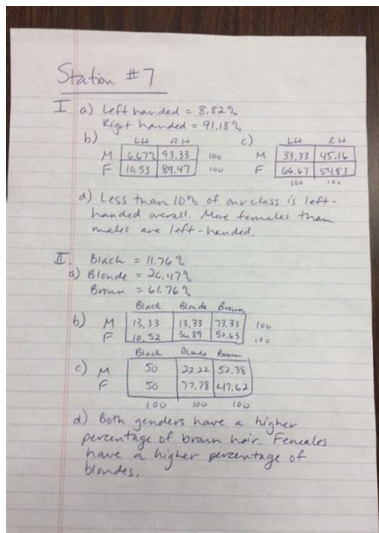 Station #7
I. a) Left handed = 8.82%
Right handed = 91.18%
b) LH RH c) LH RH
M 6.67% 93.33 100 M 33.33 45.16
F 10.53 89.47 100 F 66.67 54.83
100 100
d) Less than 10% of our class is left-
handed overall. More females than
males are left-handed.
II. Black = 11.76%
a) Blonde = 26.47%
Brown = 61.76%
Black Blonde Brown
b) M 13.33 13.33 73.33 100
F 10.52 36.84 52.63 100
Black Blonde Brown
c) M 50 22.22 52.38
F 50 77.78 47.62
100 100 100
d) Both genders have a higher
percentage of brown hair. Females
have a higher percentage of
blondes.